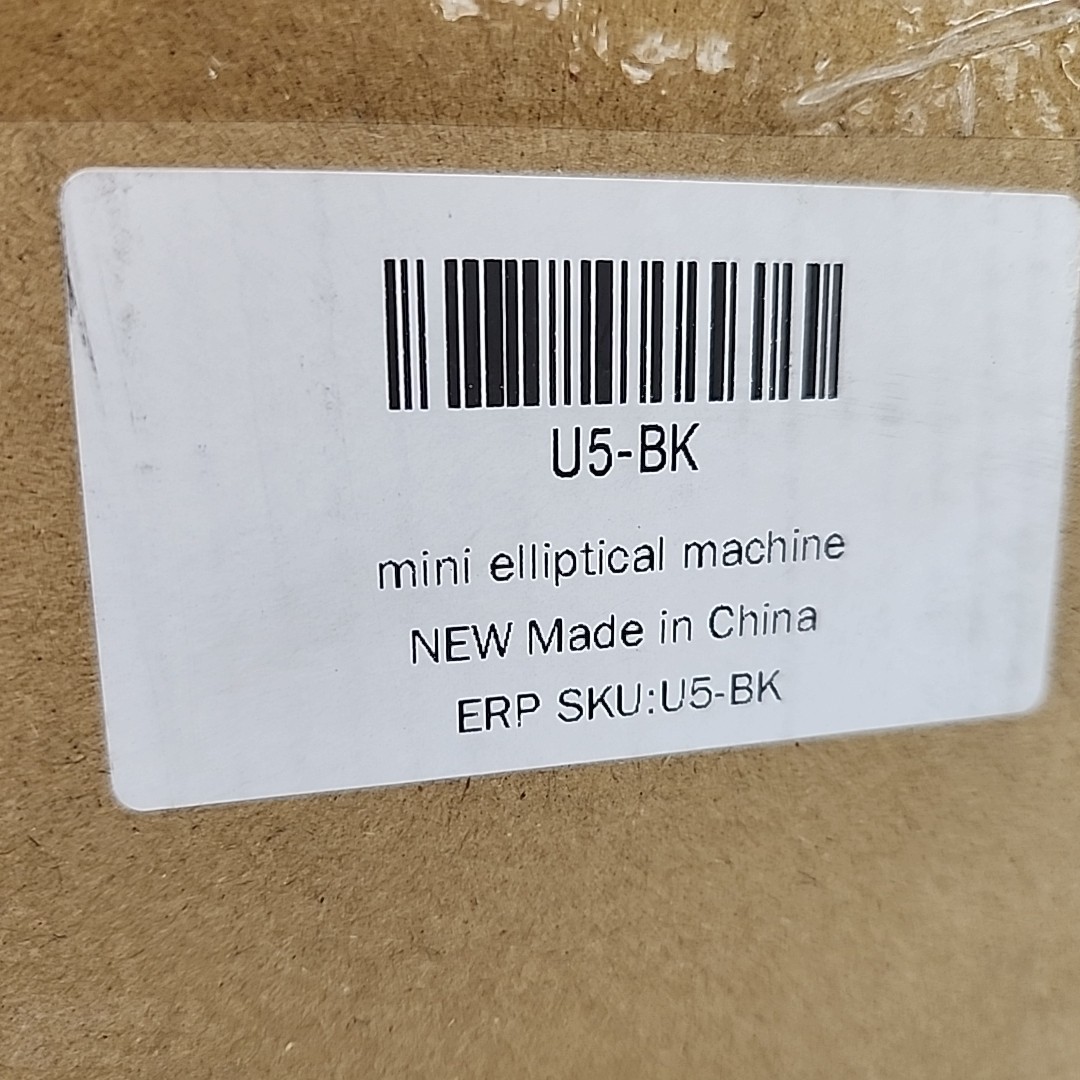 U5-BK
mini elliptical machine
NEW Made in China
ERP SKU:U5-BK